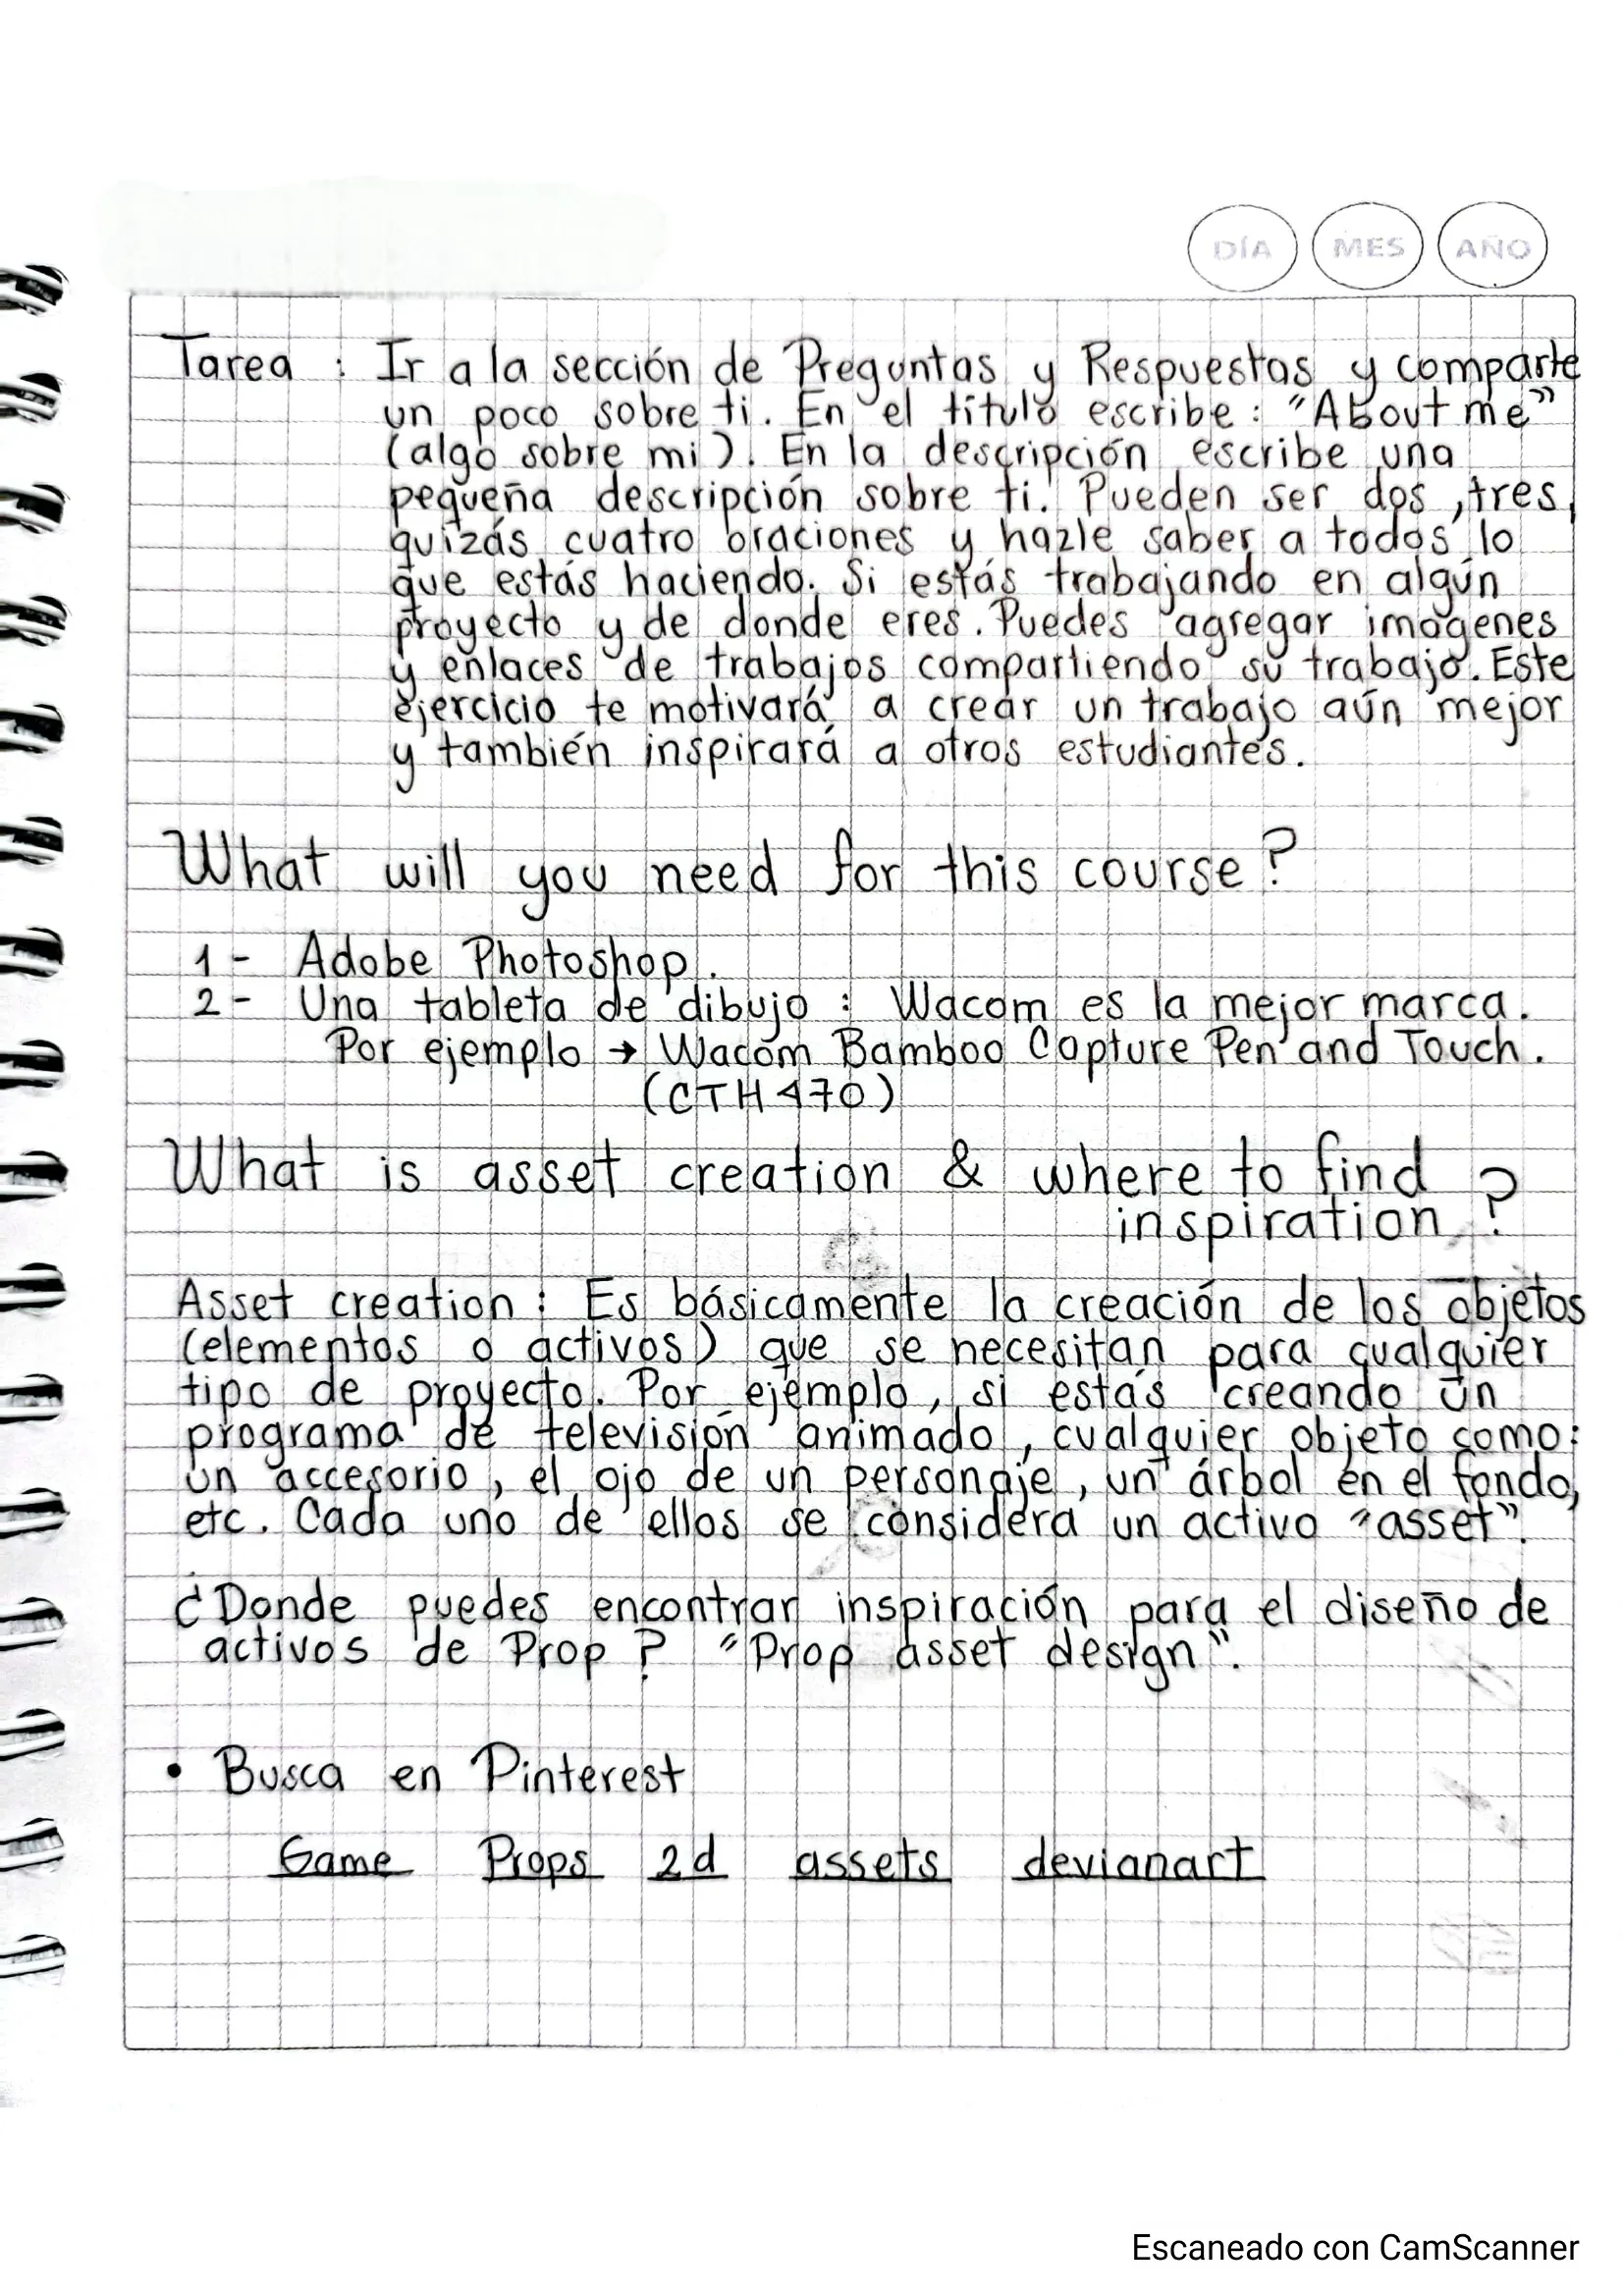 DÍA MES AÑO
Tarea : Ir a la sección de Preguntas y Respuestas y comparte
un poco sobre ti. En el título escribe : "About me"
(algo sobre mi). En la descripción escribe una
pequeña descripción sobre ti. Pueden ser dos, tres,
quizás cuatro oraciones y hazle saber a todos lo
que estás haciendo. Si estás trabajando en algún
proyecto y de donde eres. Puedes agregar imágenes
y enlaces de trabajos compartiendo su trabajo. Este
ejercicio te motivará a crear un trabajo aún mejor
y también inspirará a otros estudiantes.
What will you need for this course?
1 - Adobe Photoshop.
2 - Una tableta de dibujo : Wacom es la mejor marca.
Por ejemplo → Wacom Bamboo Capture Pen and Touch.
(CTH470)
What is asset creation & where to find
inspiration ?
Asset creation : Es básicamente la creación de los objetos
(elementos o activos) que se necesitan para cualquier
tipo de proyecto. Por ejemplo, si estás creando un
programa de televisión animado, cualquier objeto como:
un accesorio, el ojo de un personaje, un árbol en el fondo,
etc. Cada uno de ellos se considera un activo "asset".
¿Donde puedes encontrar inspiración para el diseño de
activos de Prop? "Prop asset design".
• Busca en Pinterest
Game Props 2d assets devianart
Escaneado con CamScanner